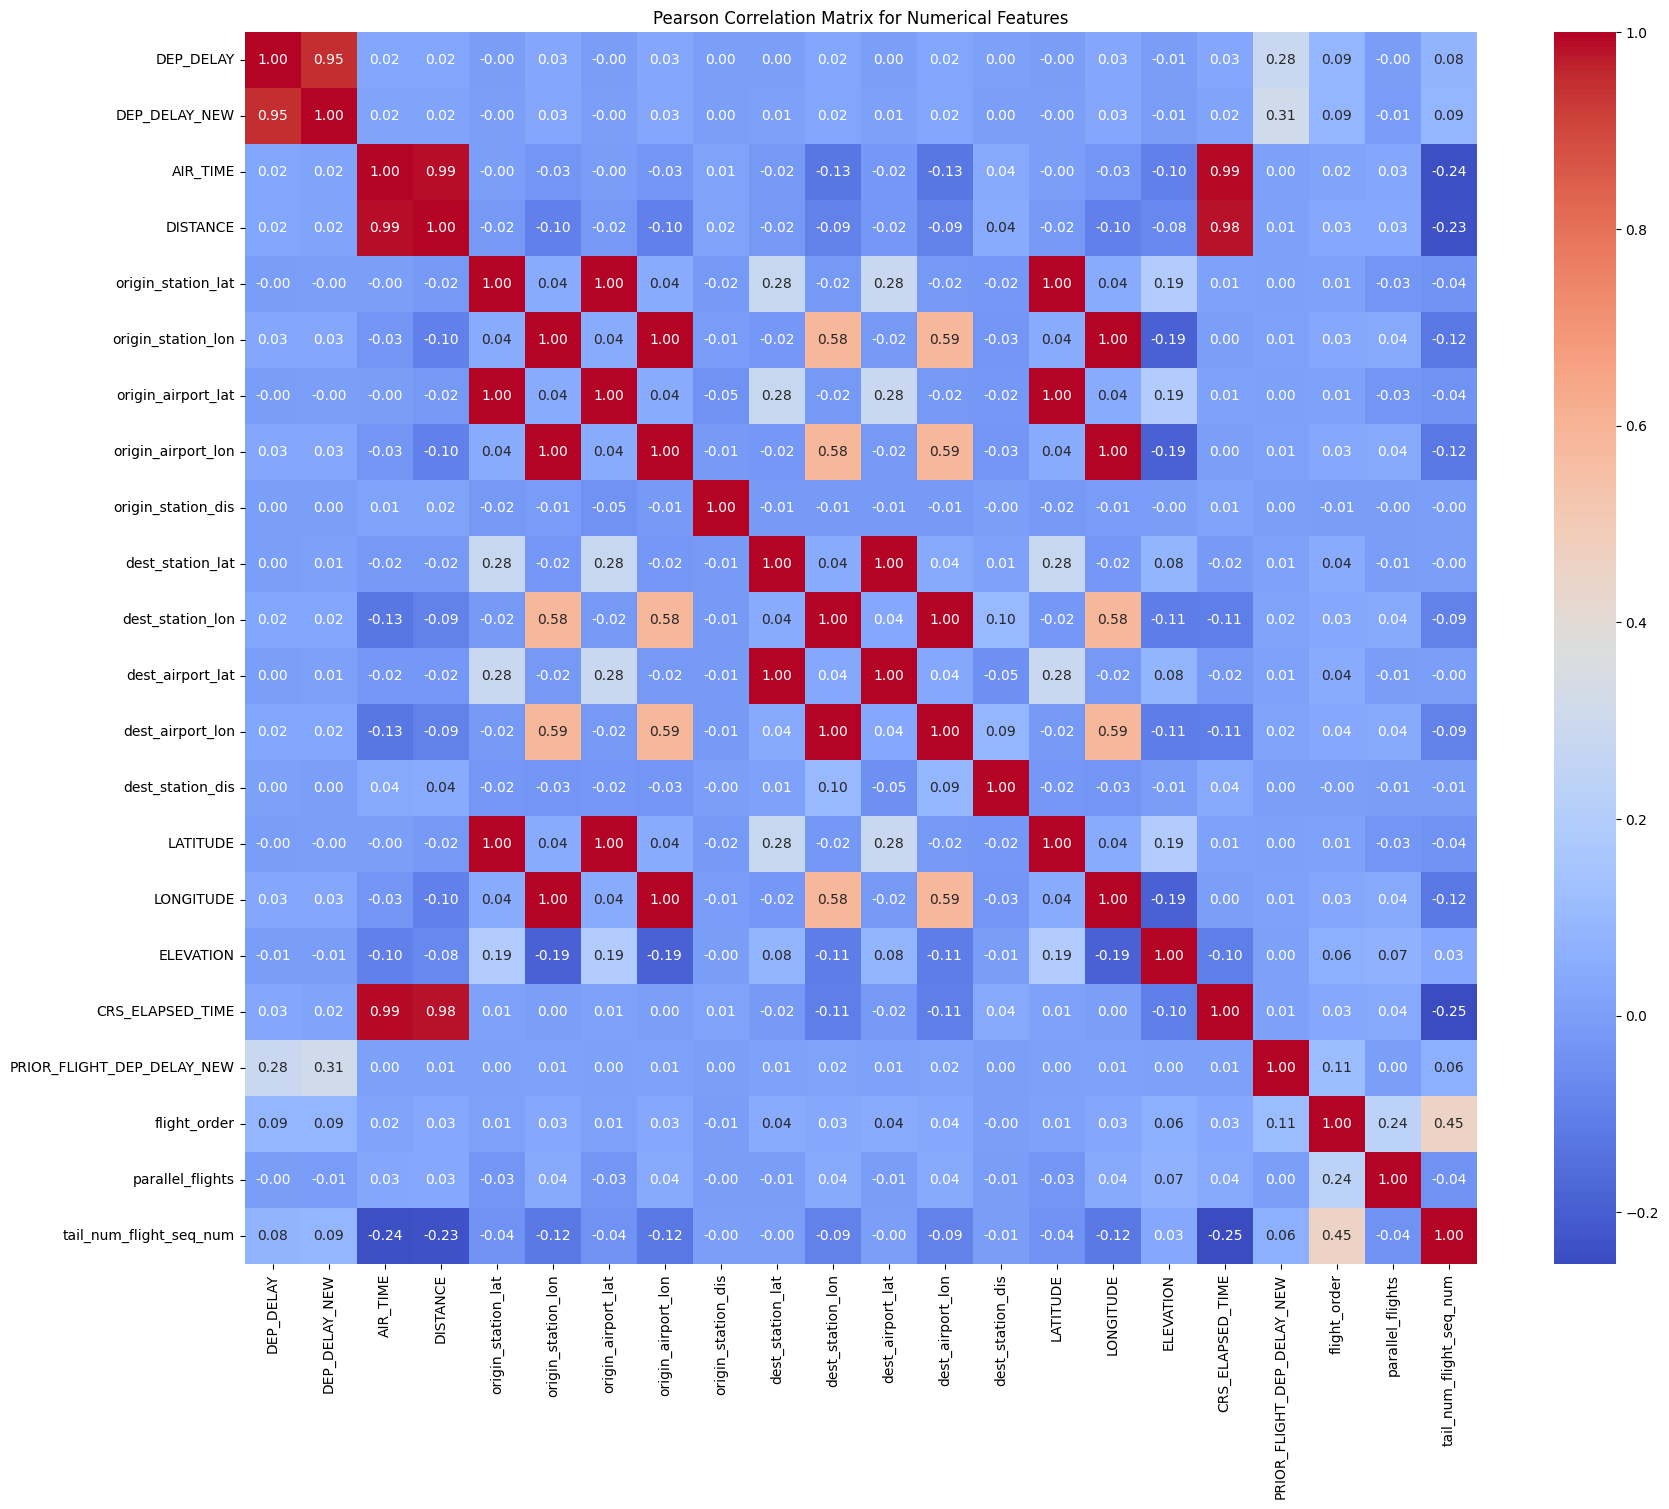 Pearson Correlation Matrix for Numerical Features
DEP_DELAY 1.00 0.95 0.02 0.02 -0.00 0.03 -0.00 0.03 0.00 0.00 0.02 0.00 0.02 0.00 -0.00 0.03 -0.01 0.03 0.28 0.09 -0.00 0.08
DEP_DELAY_NEW 0.95 1.00 0.02 0.02 -0.00 0.03 -0.00 0.03 0.00 0.01 0.02 0.01 0.02 0.00 -0.00 0.03 -0.01 0.02 0.31 0.09 -0.01 0.09
AIR_TIME 0.02 0.02 1.00 0.99 -0.00 -0.03 -0.00 -0.03 0.01 -0.02 -0.13 -0.02 -0.13 0.04 -0.00 -0.03 -0.10 0.99 0.00 0.02 0.03 -0.24
DISTANCE 0.02 0.02 0.99 1.00 -0.02 -0.10 -0.02 -0.10 0.02 -0.02 -0.09 -0.02 -0.09 0.04 -0.02 -0.10 -0.08 0.98 0.01 0.03 0.03 -0.23
origin_station_lat -0.00 -0.00 -0.00 -0.02 1.00 0.04 1.00 0.04 -0.02 0.28 -0.02 0.28 -0.02 -0.02 1.00 0.04 0.19 0.01 0.00 0.01 -0.03 -0.04
origin_station_lon 0.03 0.03 -0.03 -0.10 0.04 1.00 0.04 1.00 -0.01 -0.02 0.58 -0.02 0.59 -0.03 0.04 1.00 -0.19 0.00 0.01 0.03 0.04 -0.12
origin_airport_lat -0.00 -0.00 -0.00 -0.02 1.00 0.04 1.00 0.04 -0.05 0.28 -0.02 0.28 -0.02 -0.02 1.00 0.04 0.19 0.01 0.00 0.01 -0.03 -0.04
origin_airport_lon 0.03 0.03 -0.03 -0.10 0.04 1.00 0.04 1.00 -0.01 -0.02 0.58 -0.02 0.59 -0.03 0.04 1.00 -0.19 0.00 0.01 0.03 0.04 -0.12
origin_station_dis 0.00 0.00 0.01 0.02 -0.02 -0.01 -0.05 -0.01 1.00 -0.01 -0.01 -0.01 -0.01 -0.00 -0.02 -0.01 -0.00 0.01 0.00 -0.01 -0.00 -0.00
dest_station_lat 0.00 0.01 -0.02 -0.02 0.28 -0.02 0.28 -0.02 -0.01 1.00 0.04 1.00 0.04 0.01 0.28 -0.02 0.08 -0.02 0.01 0.04 -0.01 -0.00
dest_station_lon 0.02 0.02 -0.13 -0.09 -0.02 0.58 -0.02 0.58 -0.01 0.04 1.00 0.04 1.00 0.10 -0.02 0.58 -0.11 -0.11 0.02 0.03 0.04 -0.09
dest_airport_lat 0.00 0.01 -0.02 -0.02 0.28 -0.02 0.28 -0.02 -0.01 1.00 0.04 1.00 0.04 -0.05 0.28 -0.02 0.08 -0.02 0.01 0.04 -0.01 -0.00
dest_airport_lon 0.02 0.02 -0.13 -0.09 -0.02 0.59 -0.02 0.59 -0.01 0.04 1.00 0.04 1.00 0.09 -0.02 0.59 -0.11 -0.11 0.02 0.04 0.04 -0.09
dest_station_dis 0.00 0.00 0.04 0.04 -0.02 -0.03 -0.02 -0.03 -0.00 0.01 0.10 -0.05 0.09 1.00 -0.02 -0.03 -0.01 0.04 0.00 -0.00 -0.01 -0.01
LATITUDE -0.00 -0.00 -0.00 -0.02 1.00 0.04 1.00 0.04 -0.02 0.28 -0.02 0.28 -0.02 -0.02 1.00 0.04 0.19 0.01 0.00 0.01 -0.03 -0.04
LONGITUDE 0.03 0.03 -0.03 -0.10 0.04 1.00 0.04 1.00 -0.01 -0.02 0.58 -0.02 0.59 -0.03 0.04 1.00 -0.19 0.00 0.01 0.03 0.04 -0.12
ELEVATION -0.01 -0.01 -0.10 -0.08 0.19 -0.19 0.19 -0.19 -0.00 0.08 -0.11 0.08 -0.11 -0.01 0.19 -0.19 1.00 -0.10 0.00 0.06 0.07 0.03
CRS_ELAPSED_TIME 0.03 0.02 0.99 0.98 0.01 0.00 0.01 0.00 0.01 -0.02 -0.11 -0.02 -0.11 0.04 0.01 0.00 -0.10 1.00 0.01 0.03 0.04 -0.25
PRIOR_FLIGHT_DEP_DELAY_NEW 0.28 0.31 0.00 0.01 0.00 0.01 0.00 0.01 0.00 0.01 0.02 0.01 0.02 0.00 0.00 0.01 0.00 0.01 1.00 0.11 0.00 0.06
flight_order 0.09 0.09 0.02 0.03 0.01 0.03 0.01 0.03 -0.01 0.04 0.03 0.04 0.04 -0.00 0.01 0.03 0.06 0.03 0.11 1.00 0.24 0.45
parallel_flights -0.00 -0.01 0.03 0.03 -0.03 0.04 -0.03 0.04 -0.00 -0.01 0.04 -0.01 0.04 -0.01 -0.03 0.04 0.07 0.04 0.00 0.24 1.00 -0.04
tail_num_flight_seq_num 0.08 0.09 -0.24 -0.23 -0.04 -0.12 -0.04 -0.12 -0.00 -0.00 -0.09 -0.00 -0.09 -0.01 -0.04 -0.12 0.03 -0.25 0.06 0.45 -0.04 1.00
DEP_DELAY
DEP_DELAY_NEW
AIR_TIME
DISTANCE
origin_station_lat
origin_station_lon
origin_airport_lat
origin_airport_lon
origin_station_dis
dest_station_lat
dest_station_lon
dest_airport_lat
dest_airport_lon
dest_station_dis
LATITUDE
LONGITUDE
ELEVATION
CRS_ELAPSED_TIME
PRIOR_FLIGHT_DEP_DELAY_NEW
flight_order
parallel_flights
tail_num_flight_seq_num
1.0
0.8
0.6
0.4
0.2
0.0
−0.2